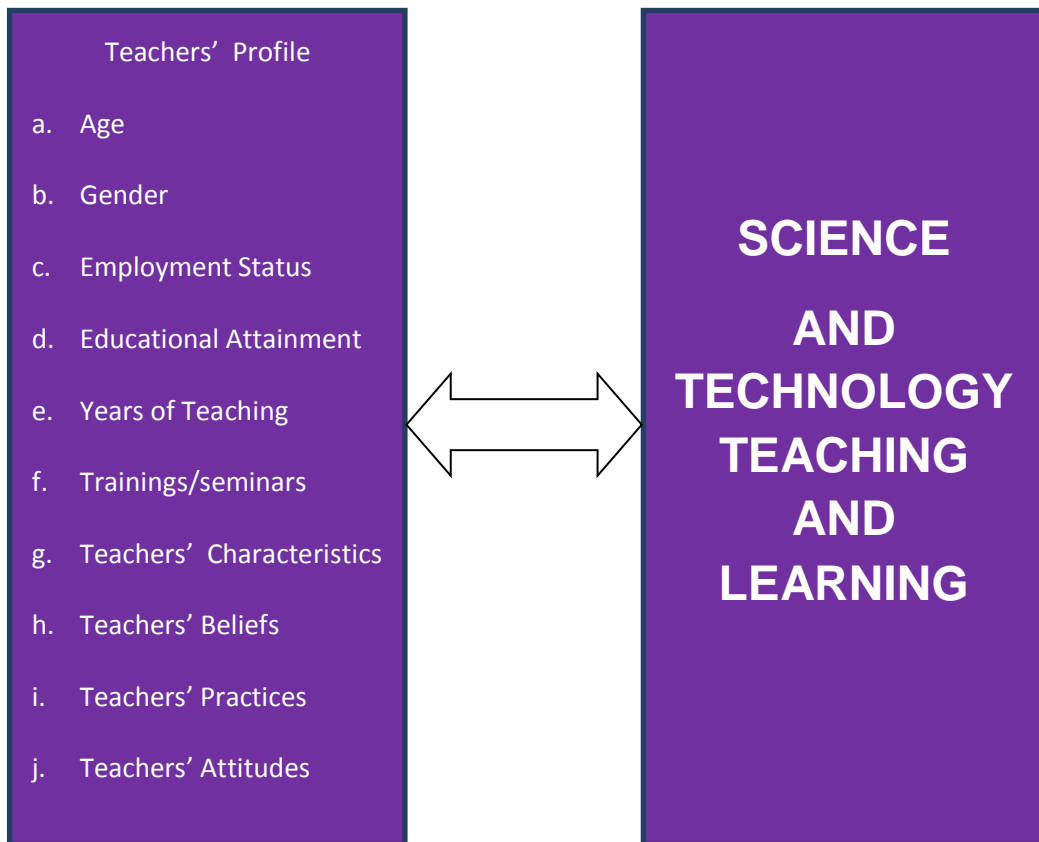 Teachers’ Profile
a. Age
b. Gender
c. Employment Status
d. Educational Attainment
e. Years of Teaching
f. Trainings/seminars
g. Teachers’ Characteristics
h. Teachers’ Beliefs
i. Teachers’ Practices
j. Teachers’ Attitudes
SCIENCE
AND
TECHNOLOGY
TEACHING
AND
LEARNING